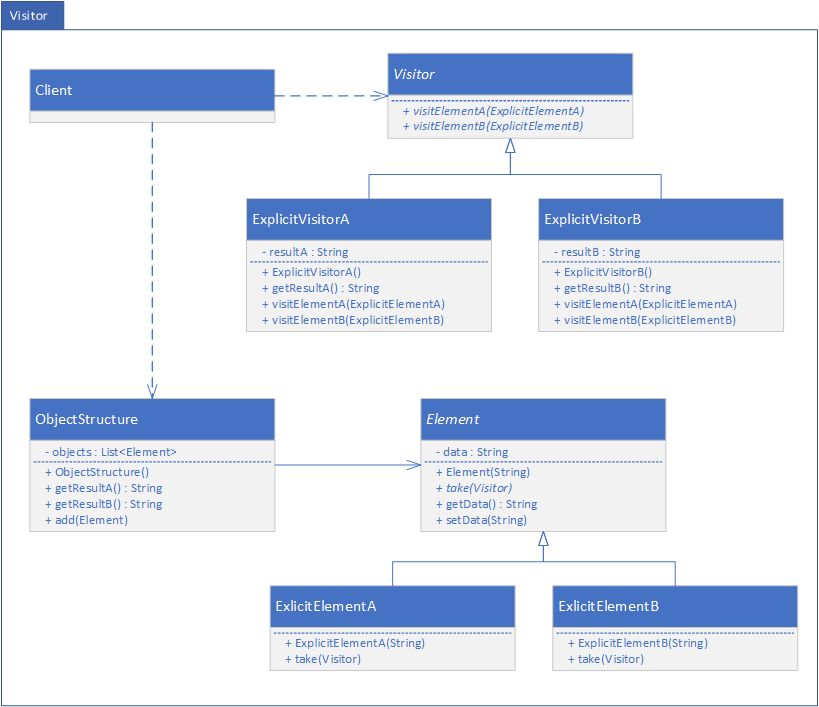 Visitor
Client
Visitor
+ visitElementA(ExplicitElementA)
+ visitElementB(ExplicitElementB)
ExplicitVisitorA
- resultA : String
+ ExplicitVisitorA()
+ getResultA() : String
+ visitElementA(ExplicitElementA)
+ visitElementB(ExplicitElementB)
ExplicitVisitorB
- resultB : String
+ ExplicitVisitorB()
+ getResultB() : String
+ visitElementA(ExplicitElementA)
+ visitElementB(ExplicitElementB)
ObjectStructure
- objects : List<Element>
+ ObjectStructure()
+ getResultA() : String
+ getResultB() : String
+ add(Element)
Element
- data : String
+ Element(String)
+ take(Visitor)
+ getData() : String
+ setData(String)
ExlicitElementA
+ ExplicitElementA(String)
+ take(Visitor)
ExlicitElementB
+ ExplicitElementB(String)
+ take(Visitor)